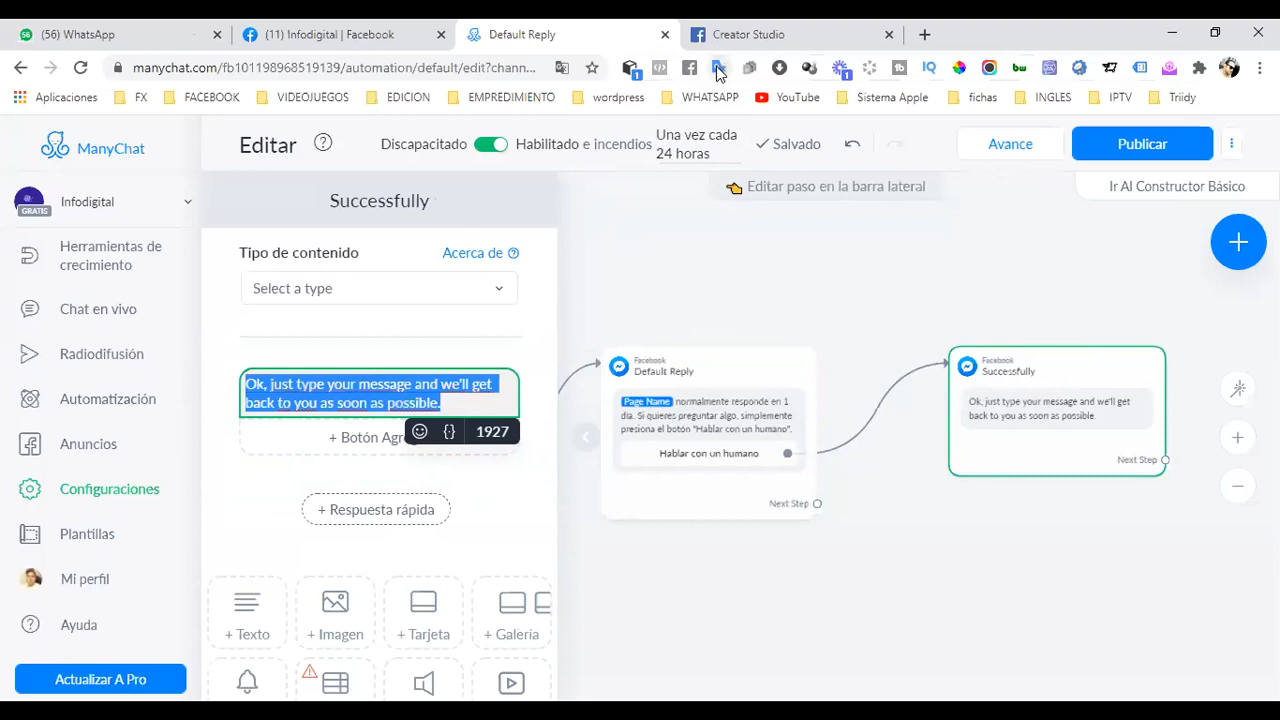 (56) WhatsApp
(11) Infodigital | Facebook
Default Reply
Creator Studio
manychat.com/fb101198968519139/automation/default/edit?chann...
1
1
Aplicaciones
FX
FACEBOOK
VIDEOJUEGOS
EDICION
EMPREDIMIENTO
wordpress
WHATSAPP
YouTube
Sistema Apple
fichas
INGLES
IPTV
Triidy
ManyChat
Editar
Discapacitado
Habilitado e incendios
Una vez cada
24 horas
Salvado
Avance
Publicar
Editar paso en la barra lateral
Ir Al Constructor Básico
Infodigital
GRATIS
Herramientas de
crecimiento
Chat en vivo
Radiodifusión
Automatización
Anuncios
Configuraciones
Plantillas
Mi perfil
Ayuda
Actualizar A Pro
Successfully
Tipo de contenido
Acerca de
Select a type
Ok, just type your message and we'll get
back to you as soon as possible.
+ Botón Agre
{} 1927
+ Respuesta rápida
+ Texto
+ Imagen
+ Tarjeta
+ Galería
Facebook
Default Reply
Page Name normalmente responde en 1
dia. Si quieres preguntar algo, simplemente
presiona el botón "Hablar con un humano".
Hablar con un humano
Next Step
Facebook
Successfully
Ok, just type your message and we'll get
back to you as soon as possible.
Next Step